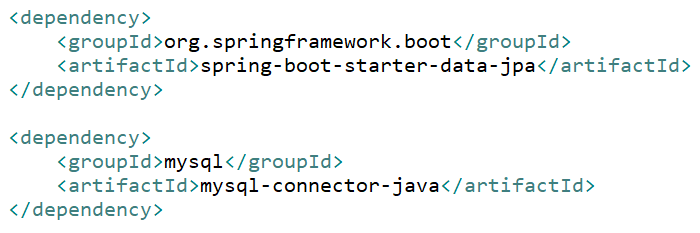 <dependency>
    <groupId>org.springframework.boot</groupId>
    <artifactId>spring-boot-starter-data-jpa</artifactId>
</dependency>

<dependency>
    <groupId>mysql</groupId>
    <artifactId>mysql-connector-java</artifactId>
</dependency>